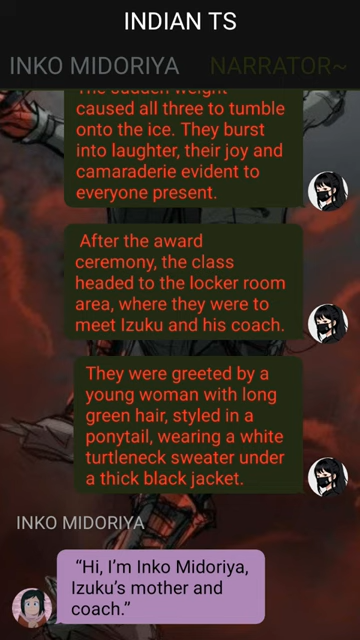 INDIAN TS
INKO MIDORIYA NARRATOR~
The sudden weight
caused all three to tumble
onto the ice. They burst
into laughter, their joy and
camaraderie evident to
everyone present.
After the award
ceremony, the class
headed to the locker room
area, where they were to
meet Izuku and his coach.
They were greeted by a
young woman with long
green hair, styled in a
ponytail, wearing a white
turtleneck sweater under
a thick black jacket.
INKO MIDORIYA
“Hi, I’m Inko Midoriya,
Izuku’s mother and
coach.”